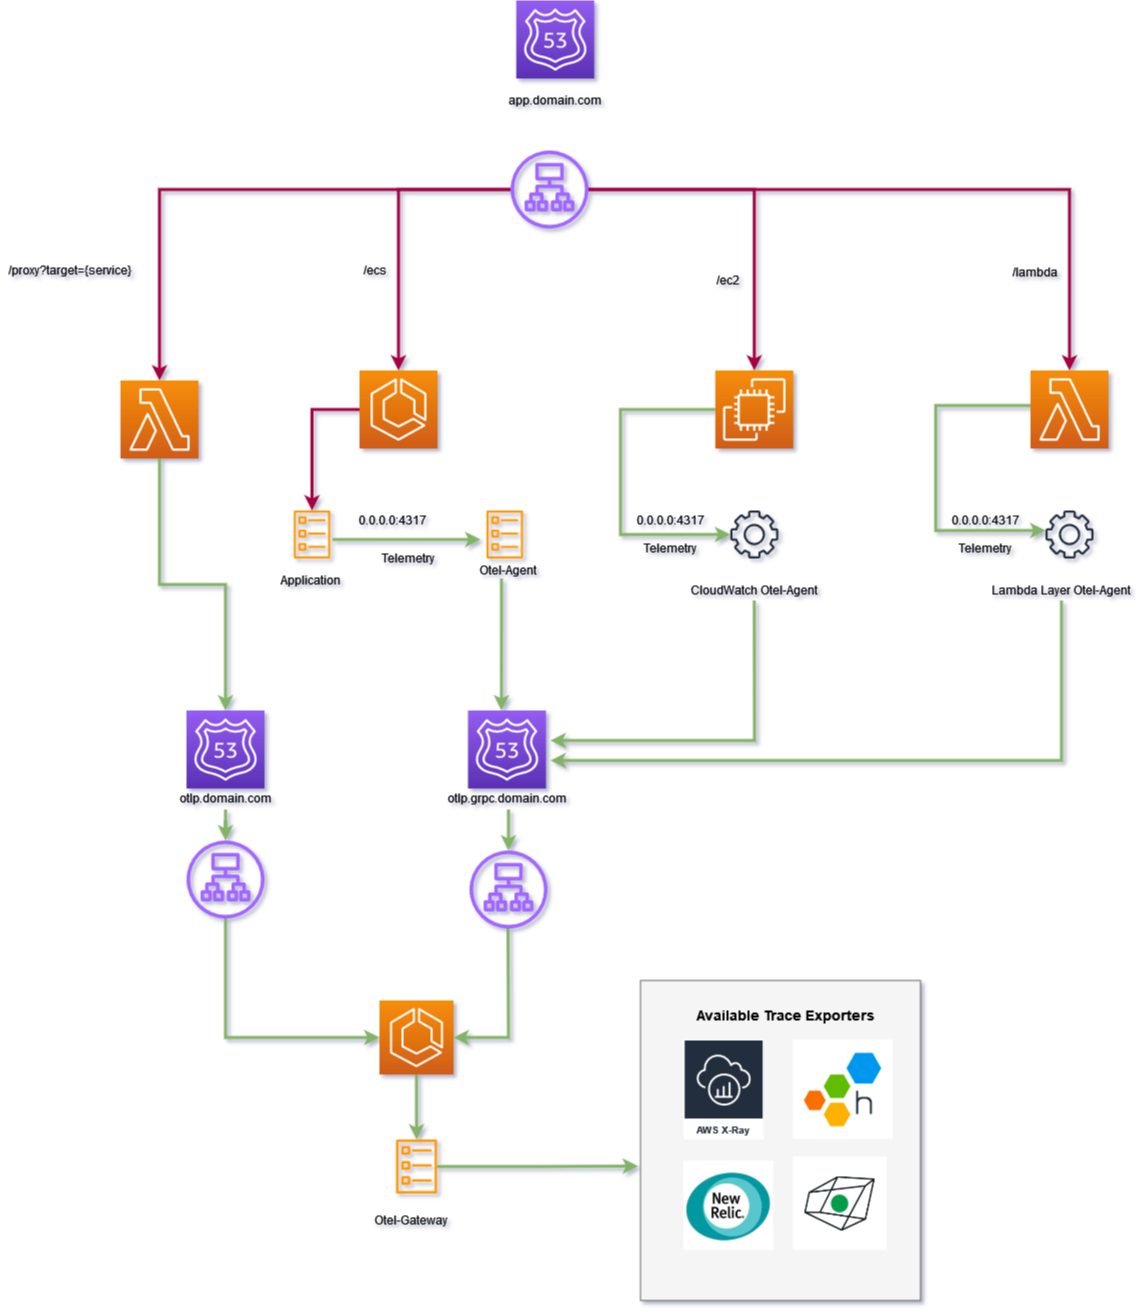 53
app.domain.com
/proxy?target={service}
/ecs
/ec2
/lambda
0.0.0.0:4317
Telemetry
Application
Otel-Agent
0.0.0.0:4317
Telemetry
CloudWatch Otel-Agent
0.0.0.0:4317
Telemetry
Lambda Layer Otel-Agent
53
otlp.domain.com
53
otlp.grpc.domain.com
Otel-Gateway
Available Trace Exporters
AWS X-Ray
h
New
Relic.